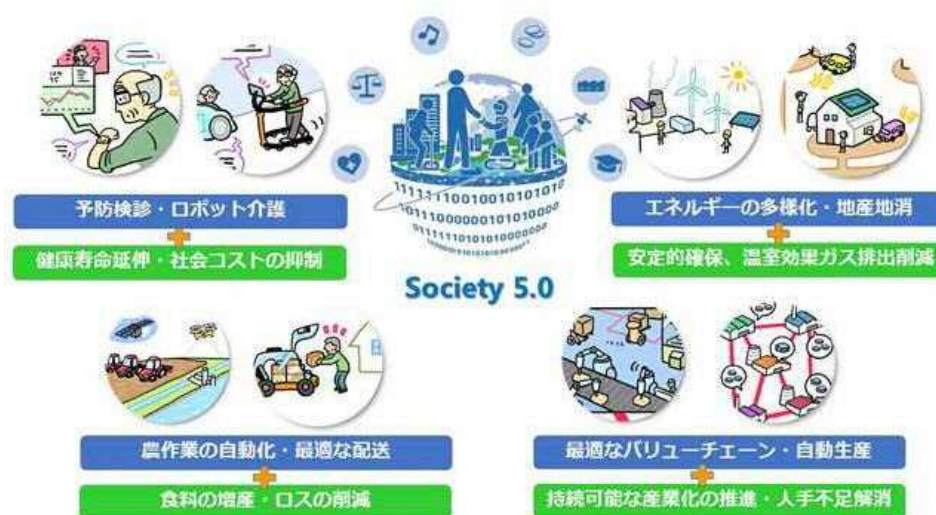 予防検診・ロボット介護
健康寿命延伸・社会コストの抑制
エネルギーの多様化・地産地消
安定的確保、温室効果ガス排出削減
11111110010010101010
Society 5.0
農作業の自動化・最適な配送
食料の増産・ロスの削減
最適なバリューチェーン・自動生産
持続可能な産業化の推進・人手不足解消